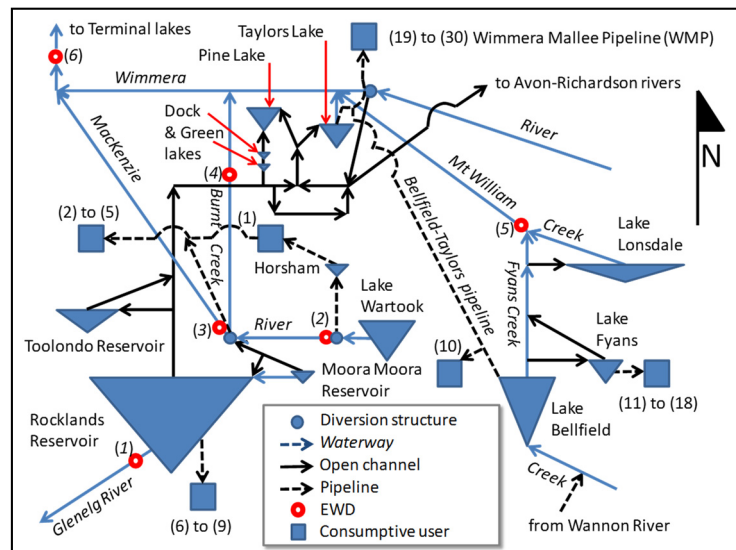 to Terminal lakes
(6)
Taylors Lake
Pine Lake
(19) to (30) Wimmera Mallee Pipeline (WMP)
Wimmera
to Avon-Richardson rivers
River
Dock
& Green
lakes
MacKenzie
(4)
Burnt
Creek
Mt William
Creek
(5)
N
(2) to (5)
(1)
Horsham
Bellfield-Taylors pipeline
Fyans Creek
Lake
Lonsdale
Lake
Wartook
(3)
River
(2)
Toolondo Reservoir
Moora Moora
Reservoir
(10)
Lake
Fyans
(11) to (18)
Rocklands
Reservoir
(1)
Glenelg River
(6) to (9)
Lake
Bellfield
Creek
from Wannon River
Diversion structure
Waterway
Open channel
Pipeline
EWD
Consumptive user